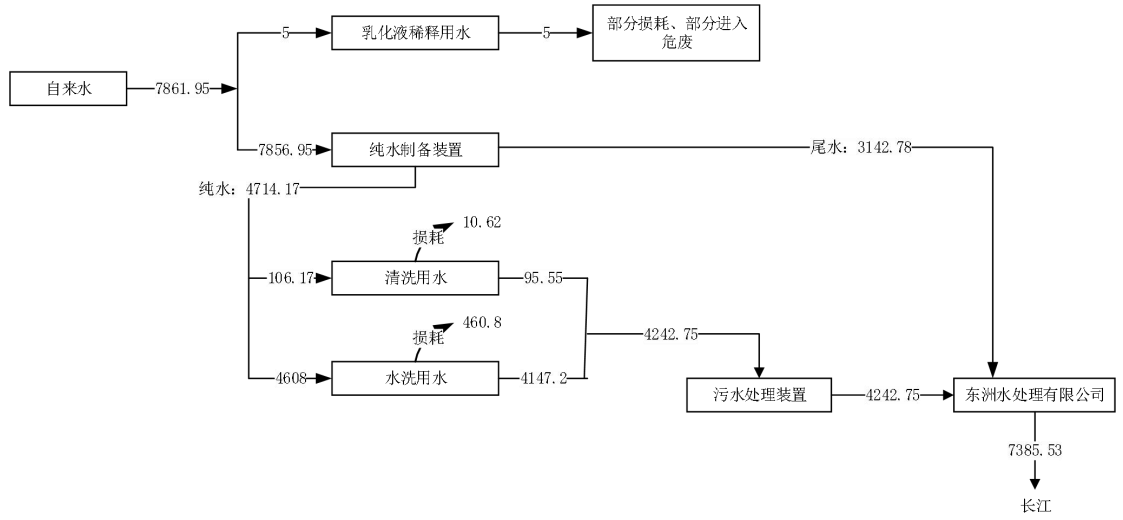 5
乳化液稀释用水
5
部分损耗、部分进入
危废
自来水
7861.95
7856.95
纯水制备装置
尾水：3142.78
纯水：4714.17
损耗
10.62
106.17
清洗用水
95.55
损耗
460.8
4242.75
4608
水洗用水
4147.2
污水处理装置
4242.75
东洲水处理有限公司
7385.53
长江